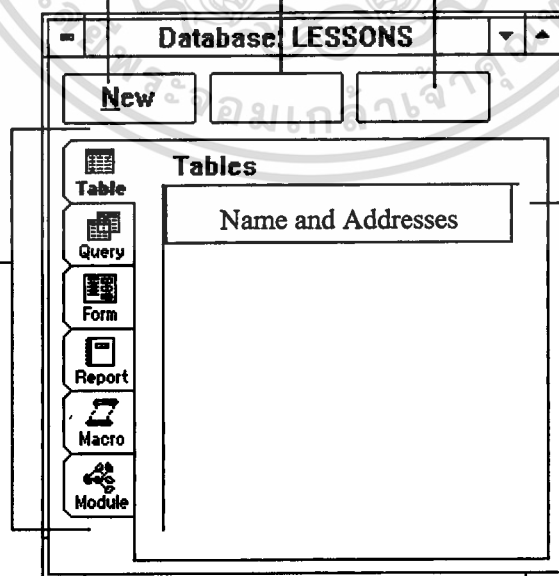 Database: LESSONS
New
Table
Tables
Name and Addresses
Query
Form
Report
Macro
Module